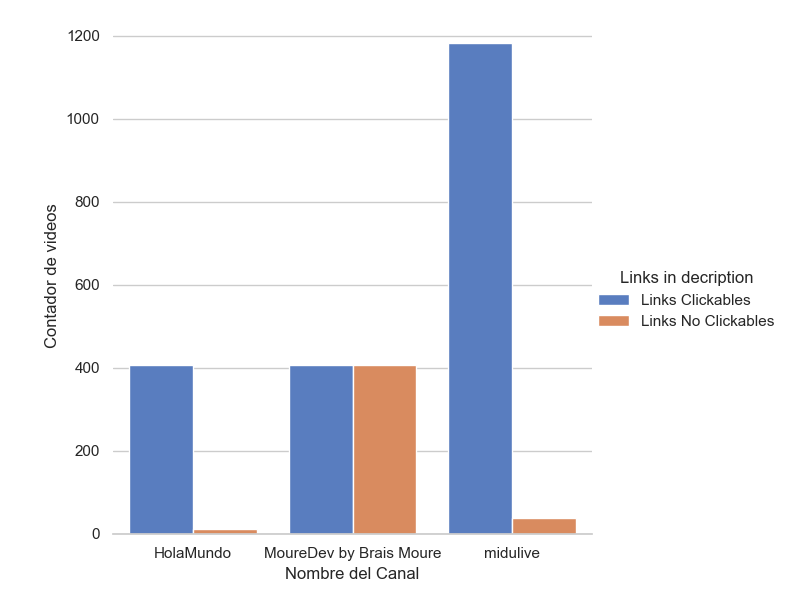 1200
1000
800
600
400
200
0
Contador de videos
HolaMundo
MoureDev by Brais Moure
midulive
Nombre del Canal
Links in decription
Links Clickables
Links No Clickables